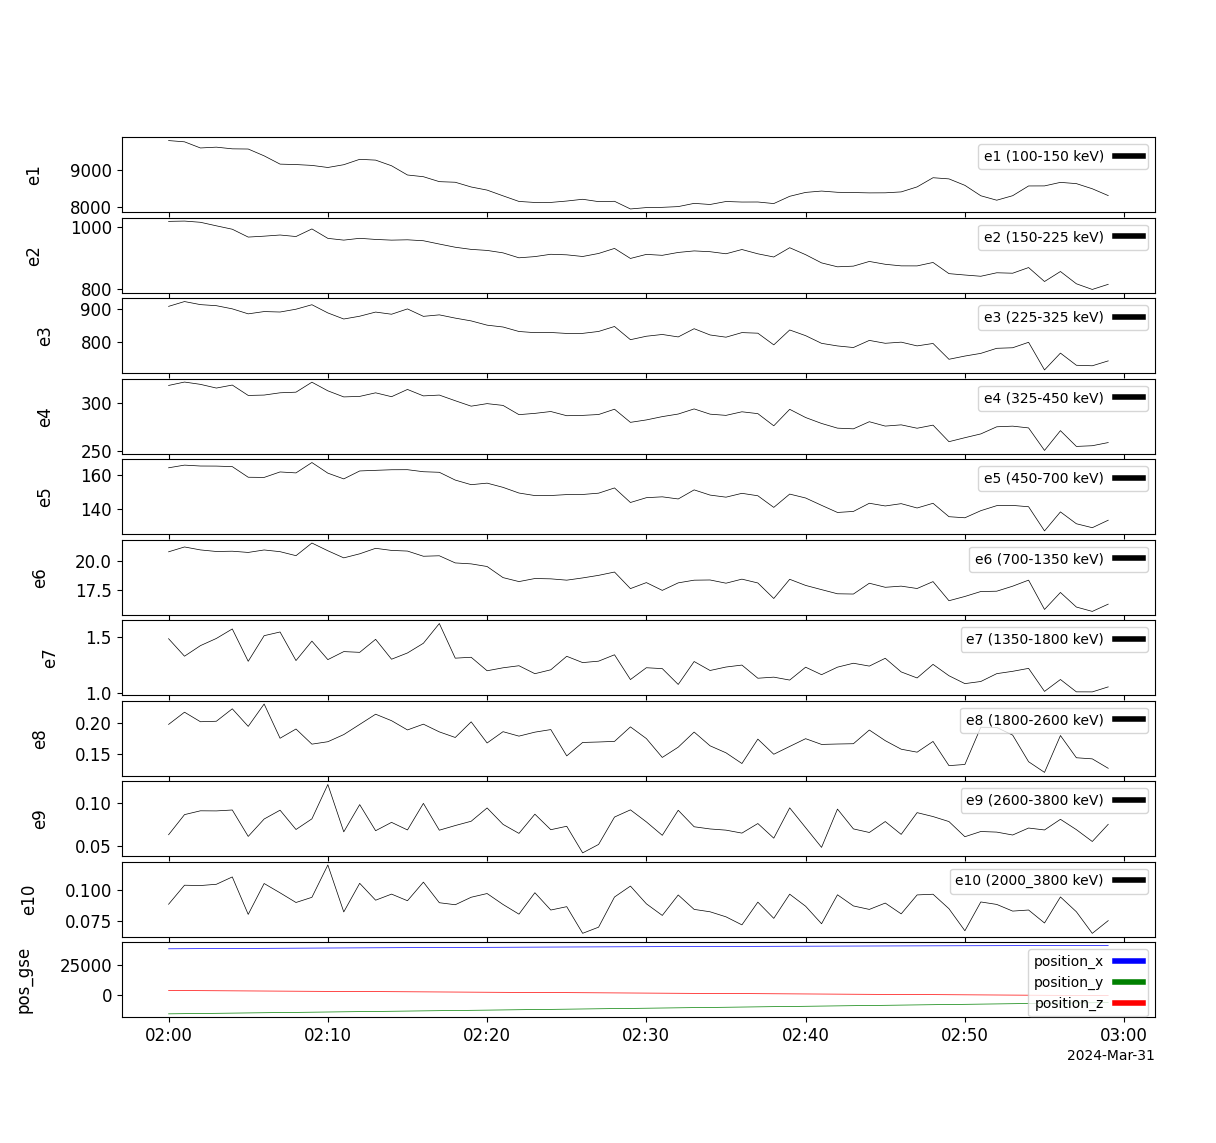 e1
9000
8000
e1 (100-150 keV)
e2
1000
800
e2 (150-225 keV)
e3
900
800
e3 (225-325 keV)
e4
300
250
e4 (325-450 keV)
e5
160
140
e5 (450-700 keV)
e6
20.0
17.5
e6 (700-1350 keV)
e7
1.5
1.0
e7 (1350-1800 keV)
e8
0.20
0.15
e8 (1800-2600 keV)
e9
0.10
0.05
e9 (2600-3800 keV)
e10
0.100
0.075
e10 (2000_3800 keV)
pos_gse
25000
0
position_x
position_y
position_z
02:00 02:10 02:20 02:30 02:40 02:50 03:00
2024-Mar-31